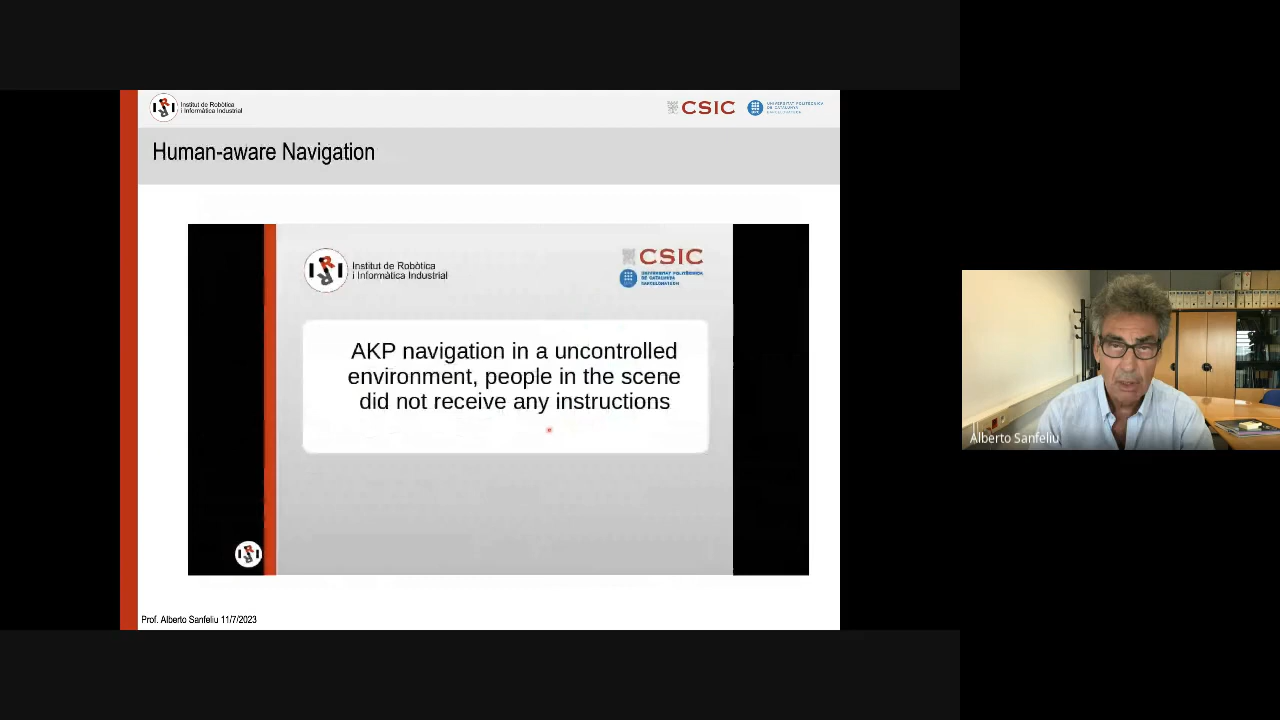 Institut de Robòtica
i Informàtica Industrial
CSIC
UNIVERSITAT POLITÈCNICA
DE CATALUNYA
BARCELONATECH
Human-aware Navigation
Institut de Robòtica
i Informàtica Industrial
CSIC
UNIVERSITAT POLITÈCNICA
DE CATALUNYA
BARCELONATECH
AKP navigation in a uncontrolled
environment, people in the scene
did not receive any instructions
Prof. Alberto Sanfeliu 11/7/2023
Alberto Sanfeliu